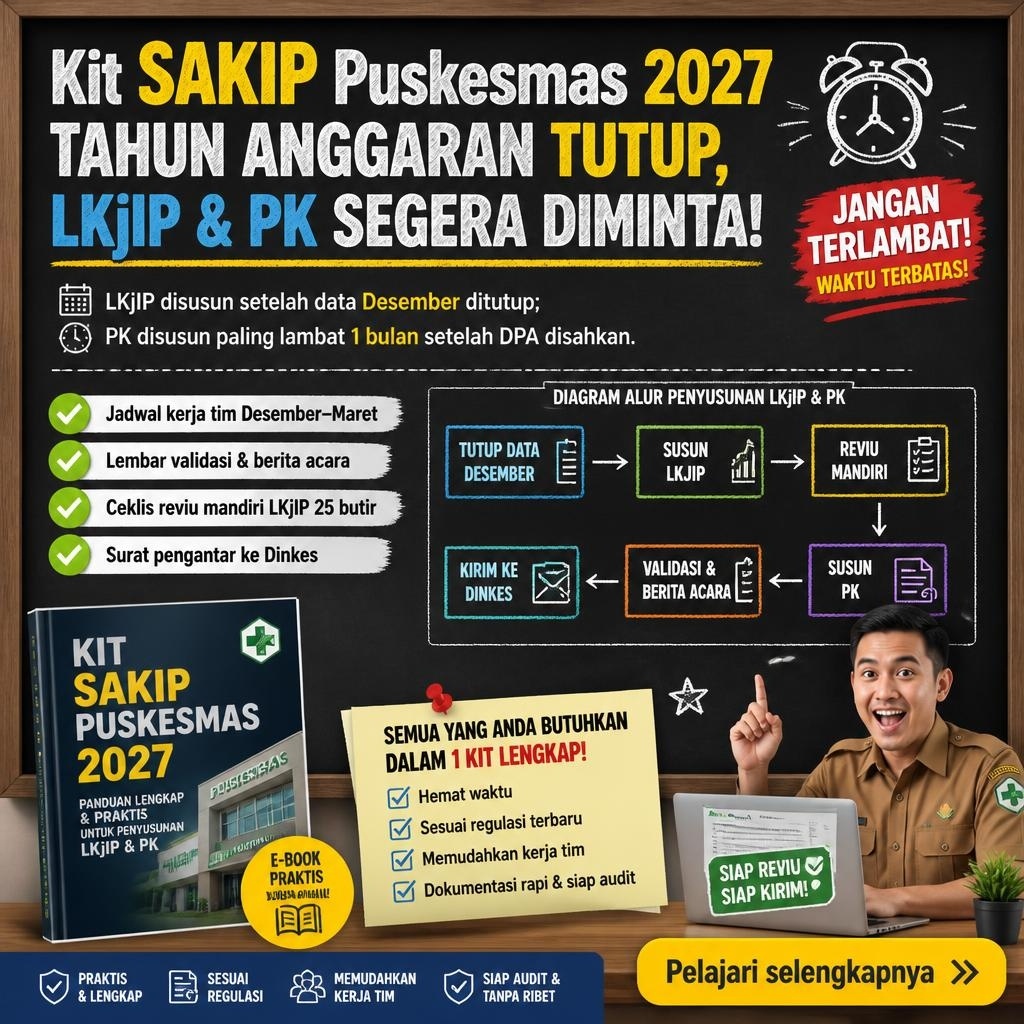 Kit SAKIP Puskesmas 2027
TAHUN ANGGARAN TUTUP,
LKjIP & PK SEGERA DIMINTA!
JANGAN
TERLAMBAT!
WAKTU TERBATAS!
LKjIP disusun setelah data Desember ditutup;
PK disusun paling lambat 1 bulan setelah DPA disahkan.
Jadwal kerja tim Desember–Maret
Lembar validasi & berita acara
Ceklis reviu mandiri LKjIP 25 butir
Surat pengantar ke Dinkes
DIAGRAM ALUR PENYUSUNAN LKjIP & PK
TUTUP DATA
DESEMBER
SUSUN
LKJIP
REVIU
MANDIRI
KIRIM KE
DINKES
VALIDASI &
BERITA ACARA
SUSUN
PK
KIT
SAKIP
PUSKESMAS
2027
PANDUAN LENGKAP
& PRAKTIS
UNTUK PENYUSUNAN
LKjIP & PK
PUSKESMAS
E-BOOK
PRAKTIS
SEMUA YANG ANDA BUTUHKAN
DALAM 1 KIT LENGKAP!
Hemat waktu
Sesuai regulasi terbaru
Memudahkan kerja tim
Dokumentasi rapi & siap audit
SIAP REVIU
SIAP KIRIM!
PRAKTIS
& LENGKAP
SESUAI
REGULASI
MEMUDAHKAN
KERJA TIM
SIAP AUDIT &
TANPA RIBET
Pelajari selengkapnya